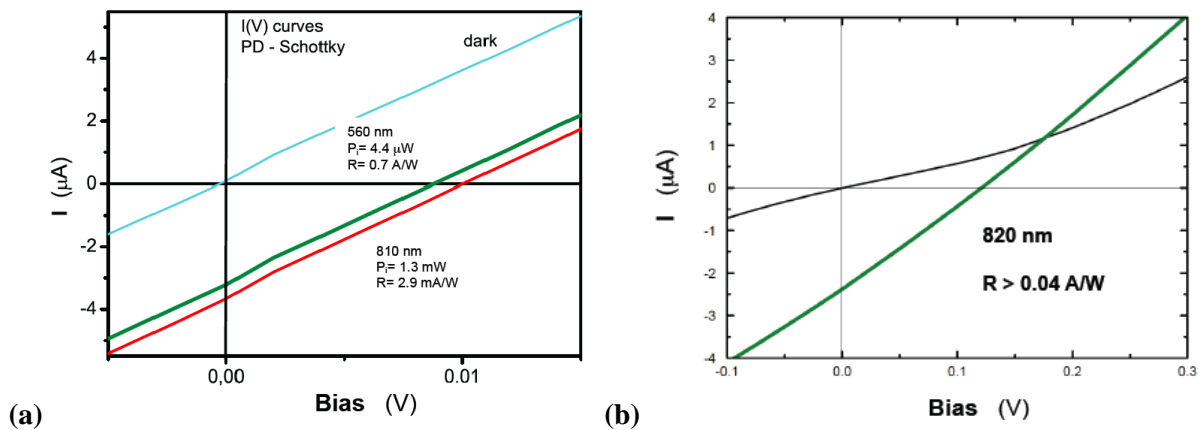 I(V) curves
PD - Schottky
dark
560 nm
Pᵢ= 4.4 μW
R= 0.7 A/W
810 nm
Pᵢ= 1.3 mW
R= 2.9 mA/W
I (μA)
4
2
0
-2
-4
0,00
0.01
Bias (V)
(a)
I (μA)
4
3
2
1
0
-1
-2
-3
-4
820 nm
R > 0.04 A/W
-0.1
0.0
0.1
0.2
0.3
Bias (V)
(b)